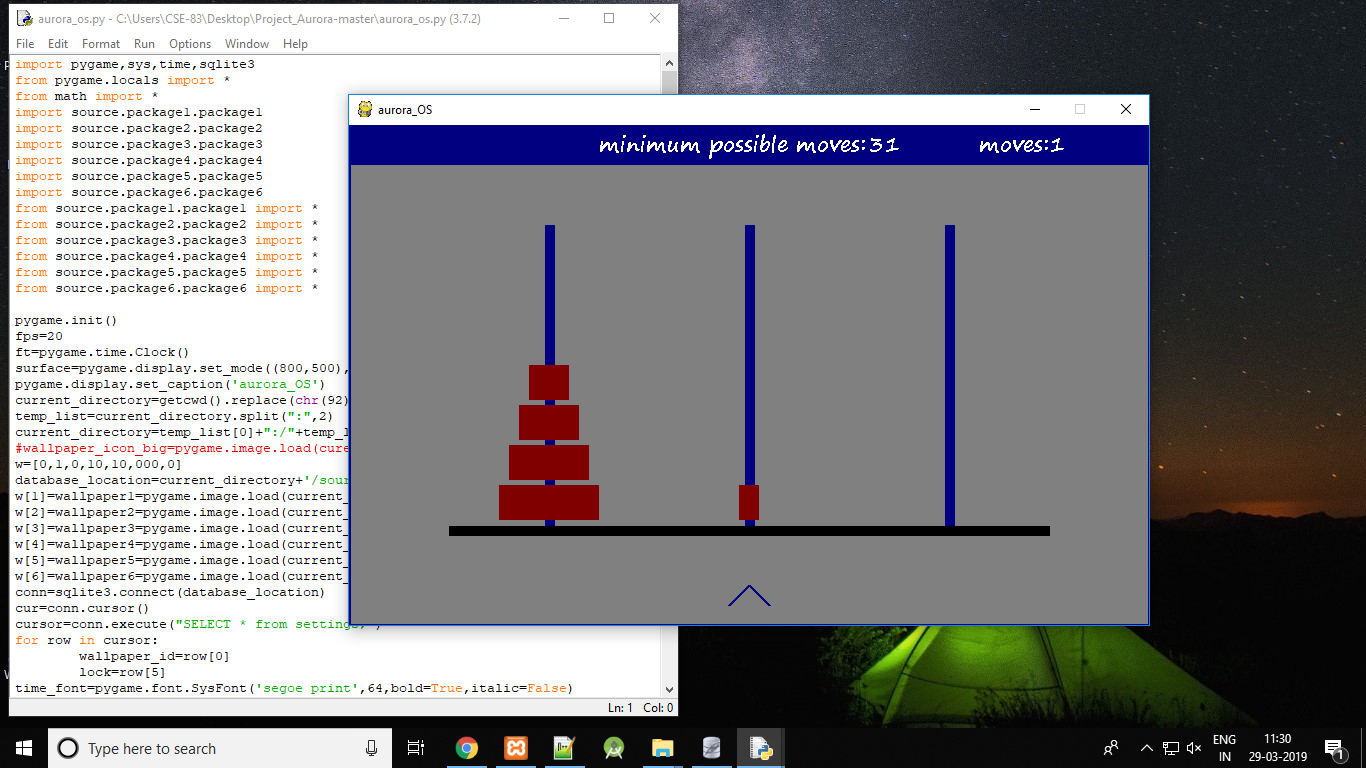 aurora_os.py - C:\Users\CSE-83\Desktop\Project_Aurora-master\aurora_os.py (3.7.2)
File Edit Format Run Options Window Help
import pygame,sys,time,sqlite3
from pygame.locals import *
from math import *
import source.package1.package1
import source.package2.package2
import source.package3.package3
import source.package4.package4
import source.package5.package5
import source.package6.package6
from source.package1.package1 import *
from source.package2.package2 import *
from source.package3.package3 import *
from source.package4.package4 import *
from source.package5.package5 import *
from source.package6.package6 import *
pygame.init()
fps=20
ft=pygame.time.Clock()
surface=pygame.display.set_mode((800,500),
pygame.display.set_caption('aurora_OS')
current_directory=getcwd().replace(chr(92)
temp_list=current_directory.split(":",2)
current_directory=temp_list[0]+":/"+temp_l
#wallpaper_icon_big=pygame.image.load(cure
w=[0,1,0,10,10,000,0]
database_location=current_directory+'/sour
w[1]=wallpaper1=pygame.image.load(current_
w[2]=wallpaper2=pygame.image.load(current_
w[3]=wallpaper3=pygame.image.load(current_
w[4]=wallpaper4=pygame.image.load(current_
w[5]=wallpaper5=pygame.image.load(current_
w[6]=wallpaper6=pygame.image.load(current_
conn=sqlite3.connect(database_location)
cur=conn.cursor()
cursor=conn.execute("SELECT * from settings;")
for row in cursor:
wallpaper_id=row[0]
lock=row[5]
time_font=pygame.font.SysFont('segoe print',64,bold=True,italic=False)
Ln: 1 Col: 0
aurora_OS
minimum possible moves:31 moves:1
Type here to search
ENG
IN
11:30
29-03-2019
1